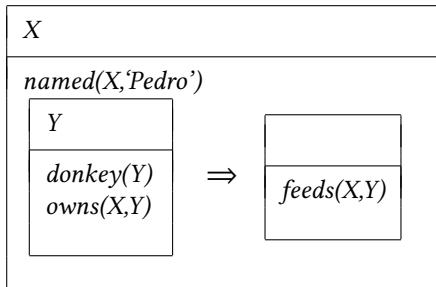 X
named(X,‘Pedro’)
Y
donkey(Y)
owns(X,Y)
⇒
feeds(X,Y)